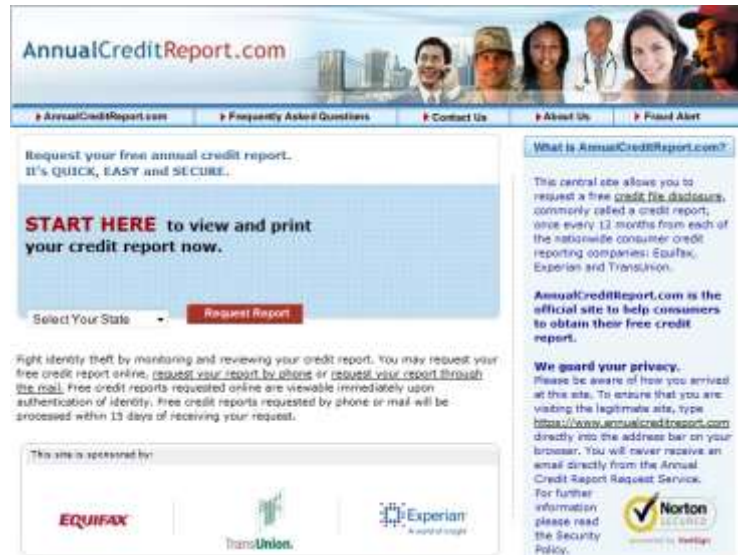 AnnualCreditReport.com
AnnualCreditReport.com
Frequently Asked Questions
Contact Us
About Us
Fraud Alert
Request your free annual credit report.
It's QUICK, EASY and SECURE.
START HERE to view and print
your credit report now.
Select Your State
Request Report
Fight identity theft by monitoring and reviewing your credit report. You may request your
free credit report online, request your report by phone or request your report through
the mail. Free credit reports requested online are viewable immediately upon
authentication of identity. Free credit reports requested by phone or mail will be
processed within 15 days of receiving your request.
This site is sponsored by:
EQUIFAX
TransUnion.
Experian
A world of insight
What is AnnualCreditReport.com?
This central site allows you to
request a free credit file disclosure,
commonly called a credit report,
once every 12 months from each of
the nationwide consumer credit
reporting companies: Equifax,
Experian and TransUnion.
AnnualCreditReport.com is the
official site to help consumers
to obtain their free credit
report.
We guard your privacy.
Please be aware of how you arrived
at this site. To ensure that you are
visiting the legitimate site, type
https://www.annualcreditreport.com
directly into the address bar on your
browser. You will never receive an
email directly from the Annual
Credit Report Request Service.
For further
information
please read
the Security
Policy.
Norton
SECURED
powered by VeriSign